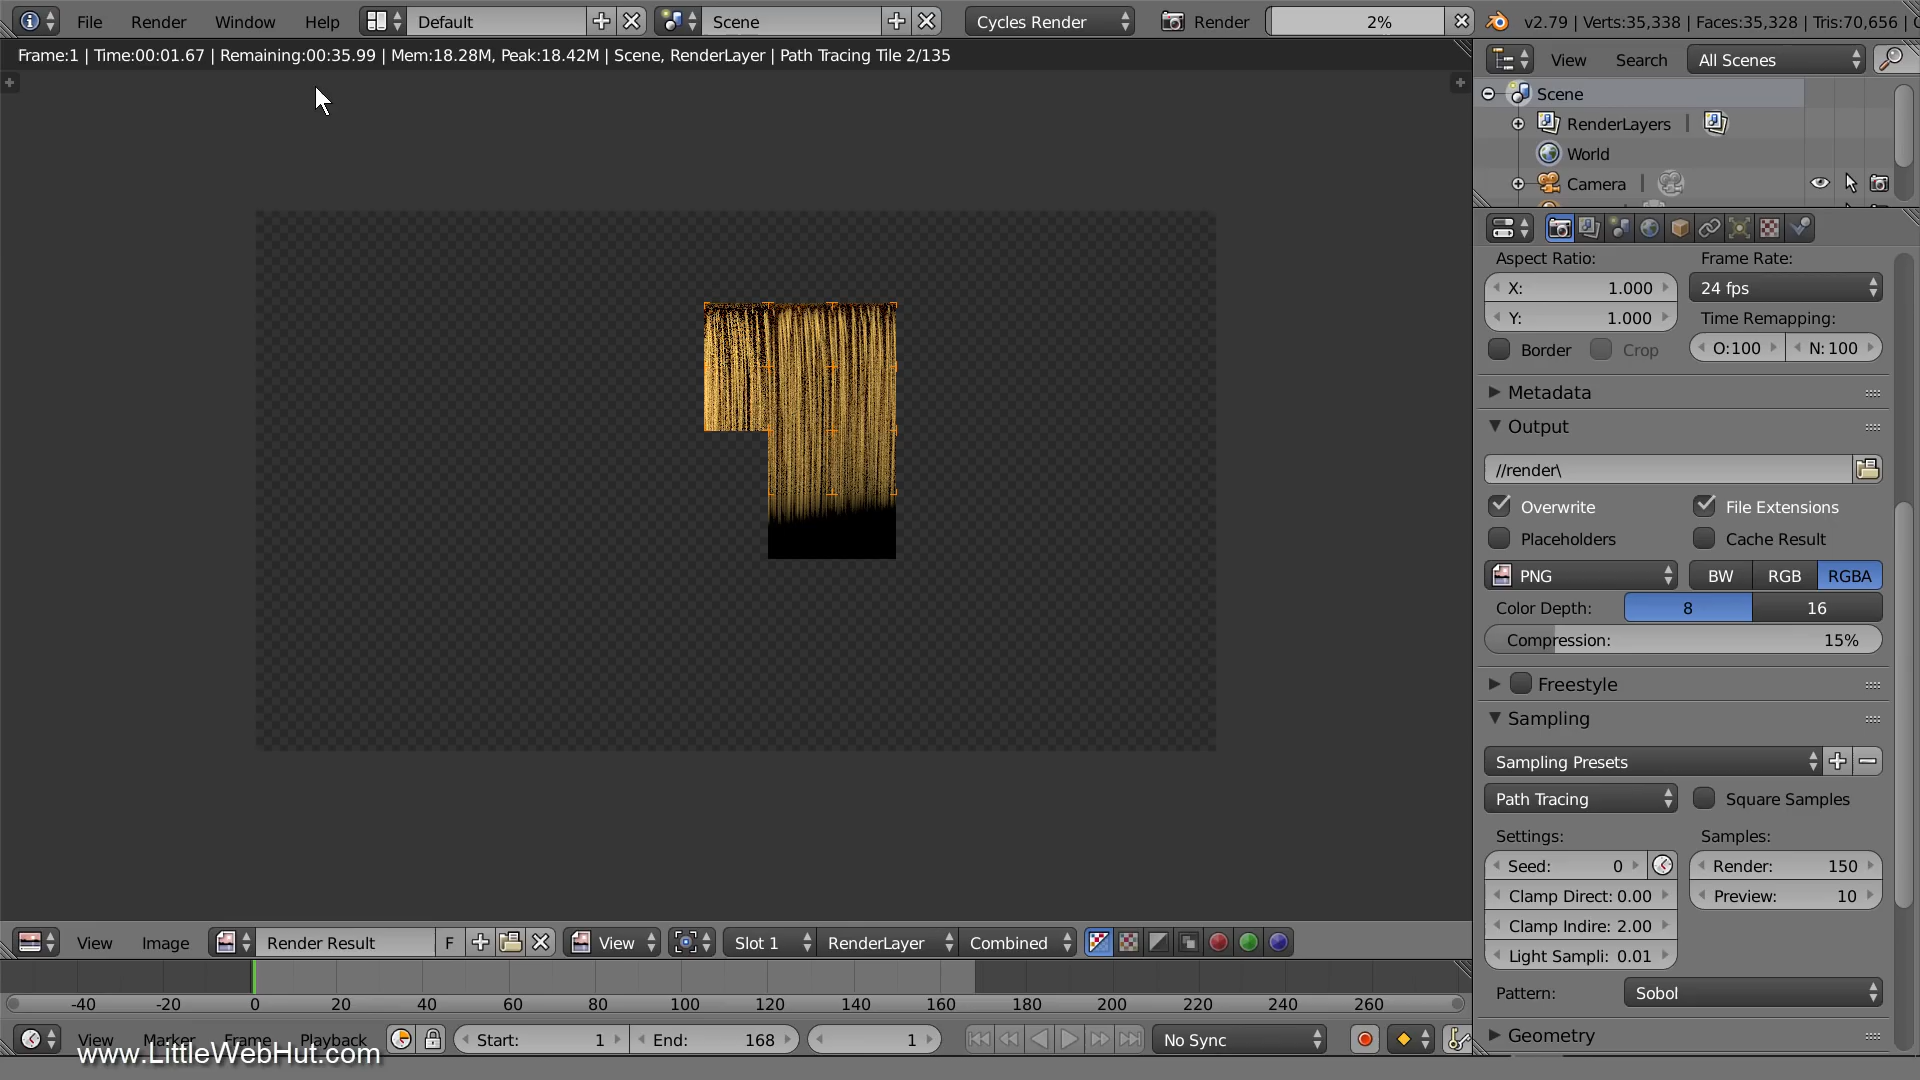 File Render Window Help Default Scene Cycles Render Render 2% v2.79 | Verts:35,338 | Faces:35,328 | Tris:70,656 |
Frame:1 | Time:00:01.67 | Remaining:00:35.99 | Mem:18.28M, Peak:18.42M | Scene, RenderLayer | Path Tracing Tile 2/135
View Search All Scenes
Scene
RenderLayers
World
Camera
Aspect Ratio: Frame Rate:
X: 1.000 24 fps
Y: 1.000 Time Remapping:
Border Crop O:100 N:100
Metadata
Output
//render\
Overwrite File Extensions
Placeholders Cache Result
PNG BW RGB RGBA
Color Depth: 8 16
Compression: 15%
Freestyle
Sampling
Sampling Presets
Path Tracing Square Samples
Settings: Samples:
Seed: 0 Render: 150
Clamp Direct: 0.00 Preview: 10
Clamp Indire: 2.00
Light Sampli: 0.01
Pattern: Sobol
Geometry
View Image Render Result F View Slot 1 RenderLayer Combined
-40 -20 0 20 40 60 80 100 120 140 160 180 200 220 240 260
View Marker Frame Playback Start: 1 End: 168 1 No Sync
www.LittleWebHut.com